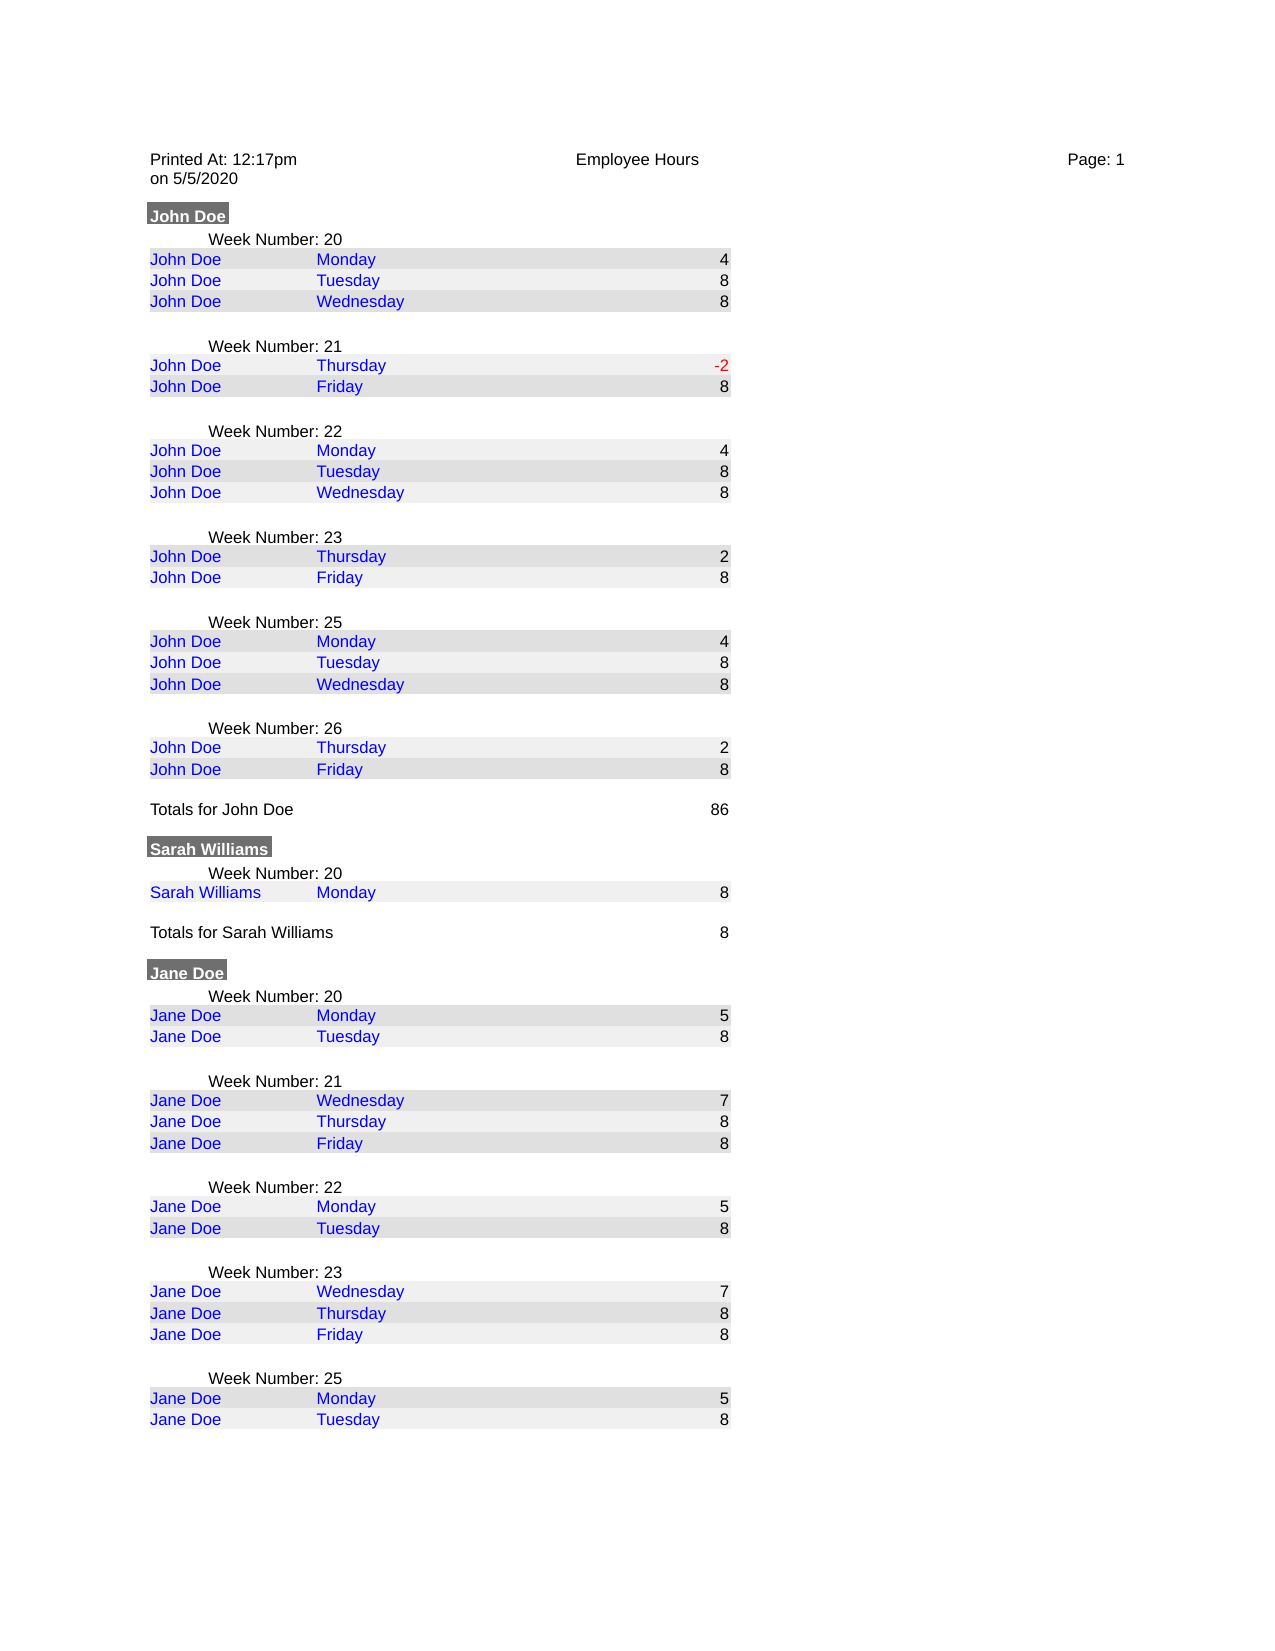 Printed At: 12:17pm Employee Hours Page: 1
on 5/5/2020
John Doe
Week Number: 20
John Doe Monday 4
John Doe Tuesday 8
John Doe Wednesday 8
Week Number: 21
John Doe Thursday -2
John Doe Friday 8
Week Number: 22
John Doe Monday 4
John Doe Tuesday 8
John Doe Wednesday 8
Week Number: 23
John Doe Thursday 2
John Doe Friday 8
Week Number: 25
John Doe Monday 4
John Doe Tuesday 8
John Doe Wednesday 8
Week Number: 26
John Doe Thursday 2
John Doe Friday 8
Totals for John Doe 86
Sarah Williams
Week Number: 20
Sarah Williams Monday 8
Totals for Sarah Williams 8
Jane Doe
Week Number: 20
Jane Doe Monday 5
Jane Doe Tuesday 8
Week Number: 21
Jane Doe Wednesday 7
Jane Doe Thursday 8
Jane Doe Friday 8
Week Number: 22
Jane Doe Monday 5
Jane Doe Tuesday 8
Week Number: 23
Jane Doe Wednesday 7
Jane Doe Thursday 8
Jane Doe Friday 8
Week Number: 25
Jane Doe Monday 5
Jane Doe Tuesday 8